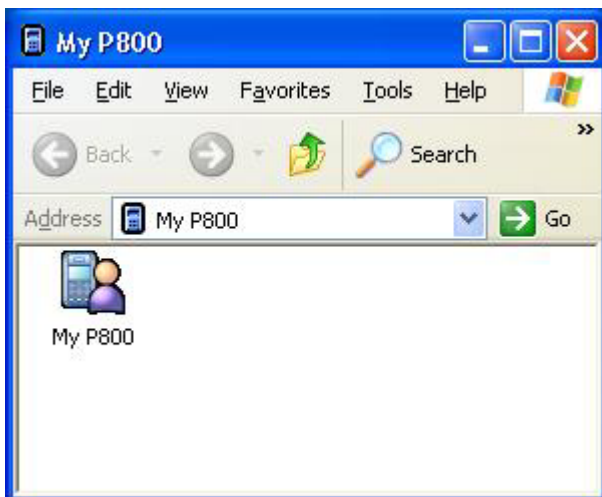 My P800
File Edit View Favorites Tools Help
Back Search »
Address My P800 Go
My P800